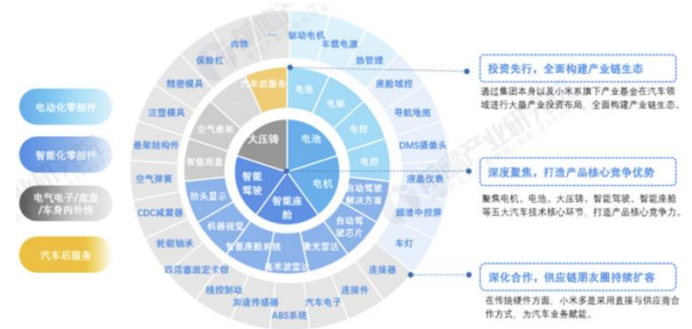 电动化零部件
智能化零部件
电气电子/底盘
/车身内外饰
汽车后服务
...
驱动电机
车载电源
热管理
座舱域控
导航地图
DMS摄像头
液晶仪表
超清中控屏
车灯
连接器
连接件
汽车电子
ABS系统
加速传感器
线控制动
四活塞固定卡钳
轮毂轴承
CDC减震器
空气弹簧
悬架结构件
注塑模具
精密模具
保险杠
内饰
汽车后服务
电池
电驱
电控
电控
自动驾驶
解决方案
自动驾
驶芯片
激光雷达
毫米波雷达
智能座舱系统
机器视觉
抬头显示
智能底盘
空气悬架
...
大压铸
电池
电机
智能座
舱
智能
驾驶
投资先行，全面构建产业链生态
通过集团本身以及小米系旗下产业基金在汽车领
域进行大量产业投资布局，全面构建产业链生态。
深度聚焦，打造产品核心竞争优势
聚焦电机、电池、大压铸、智能驾驶、智能座舱
等五大汽车技术核心环节，打造产品核心竞争力。
深化合作，供应链朋友圈持续扩容
在传统硬件方面，小米多是采用直接与供应商合
作方式，为汽车业务赋能。